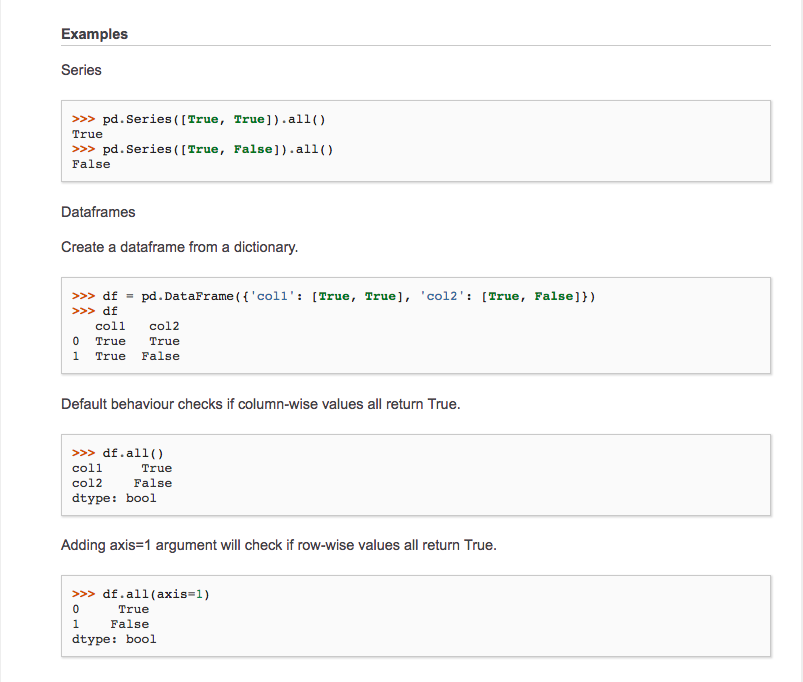 Examples
Series
>>> pd.Series([True, True]).all()
True
>>> pd.Series([True, False]).all()
False
Dataframes
Create a dataframe from a dictionary.
>>> df = pd.DataFrame({'col1': [True, True], 'col2': [True, False]})
>>> df
   col1   col2
0  True   True
1  True  False
Default behaviour checks if column-wise values all return True.
>>> df.all()
col1     True
col2    False
dtype: bool
Adding axis=1 argument will check if row-wise values all return True.
>>> df.all(axis=1)
0     True
1    False
dtype: bool